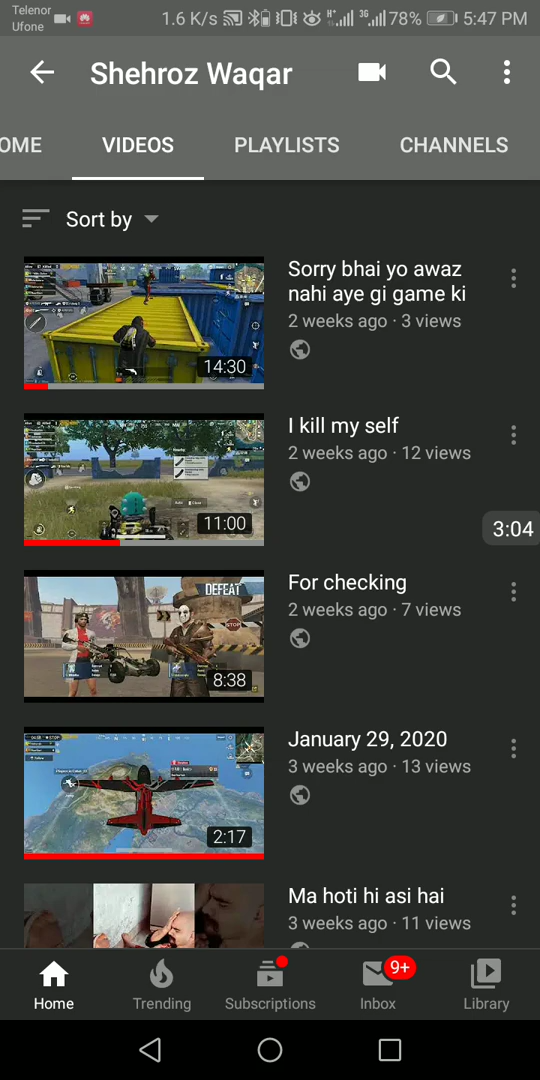 Telenor
Ufone
1.6 K/s
78%
5:47 PM
Shehroz Waqar
OME
VIDEOS
PLAYLISTS
CHANNELS
Sort by
Sorry bhai yo awaz
nahi aye gi game ki
2 weeks ago · 3 views
14:30
I kill my self
2 weeks ago · 12 views
11:00
3:04
For checking
2 weeks ago · 7 views
DEFEAT
STOP
8:38
January 29, 2020
3 weeks ago · 13 views
2:17
Ma hoti hi asi hai
3 weeks ago · 11 views
9+
Home
Trending
Subscriptions
Inbox
Library